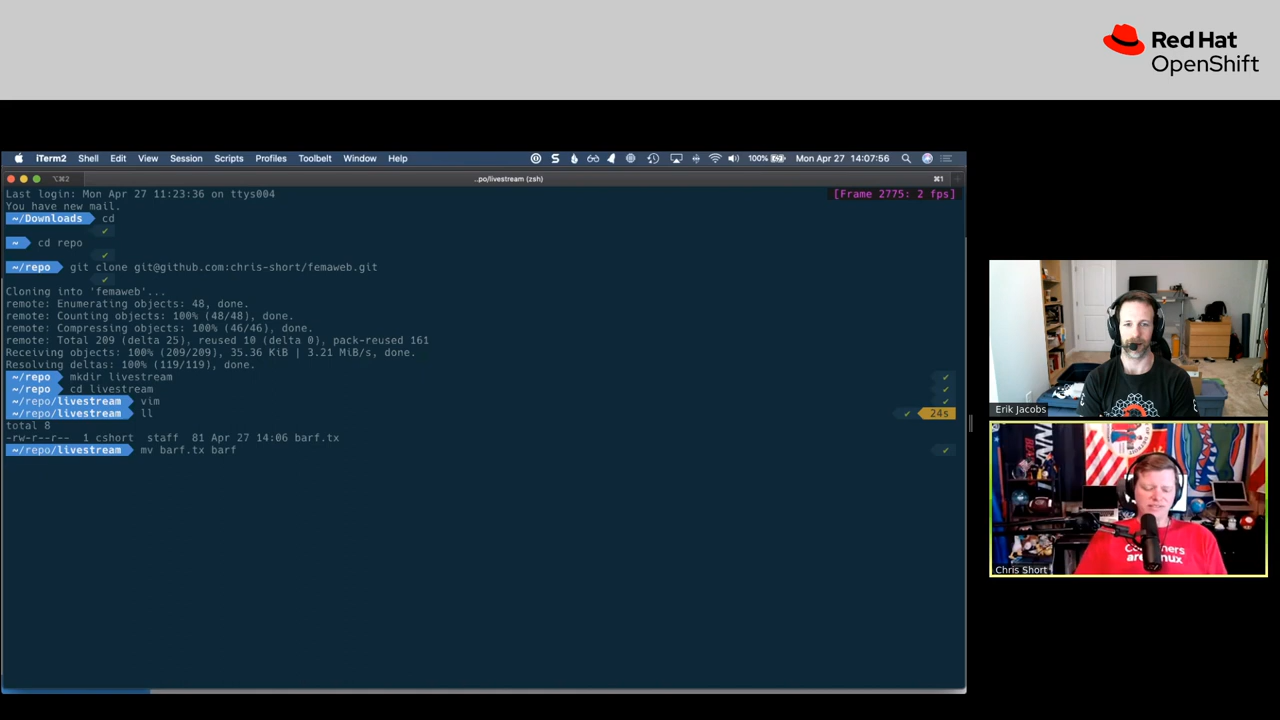 Red Hat
OpenShift
iTerm2 Shell Edit View Session Scripts Profiles Toolbelt Window Help 100% Mon Apr 27 14:07:56
⌥⌘2 ..po/livestream (zsh) ⌘1
Last login: Mon Apr 27 11:23:36 on ttys004 [Frame 2775: 2 fps]
You have new mail.
~/Downloads cd
~ cd repo
~/repo git clone git@github.com:chris-short/femaweb.git
Cloning into 'femaweb'...
remote: Enumerating objects: 48, done.
remote: Counting objects: 100% (48/48), done.
remote: Compressing objects: 100% (46/46), done.
remote: Total 209 (delta 25), reused 10 (delta 0), pack-reused 161
Receiving objects: 100% (209/209), 35.36 KiB | 3.21 MiB/s, done.
Resolving deltas: 100% (119/119), done.
~/repo mkdir livestream
~/repo cd livestream
~/repo/livestream vim
~/repo/livestream ll 24s
total 8
-rw-r--r-- 1 cshort staff 81 Apr 27 14:06 barf.tx
~/repo/livestream mv barf.tx barf
Erik Jacobs
Chris Short